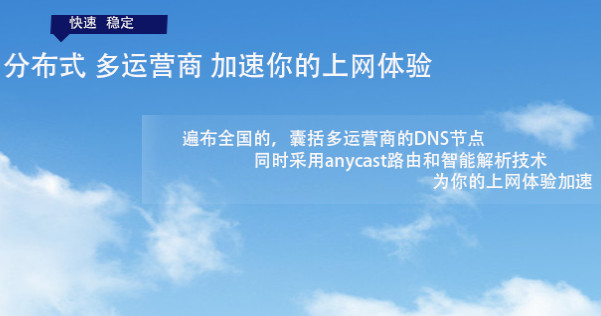 快速 稳定
分布式 多运营商 加速你的上网体验
遍布全国的，囊括多运营商的DNS节点
同时采用anycast路由和智能解析技术
为你的上网体验加速